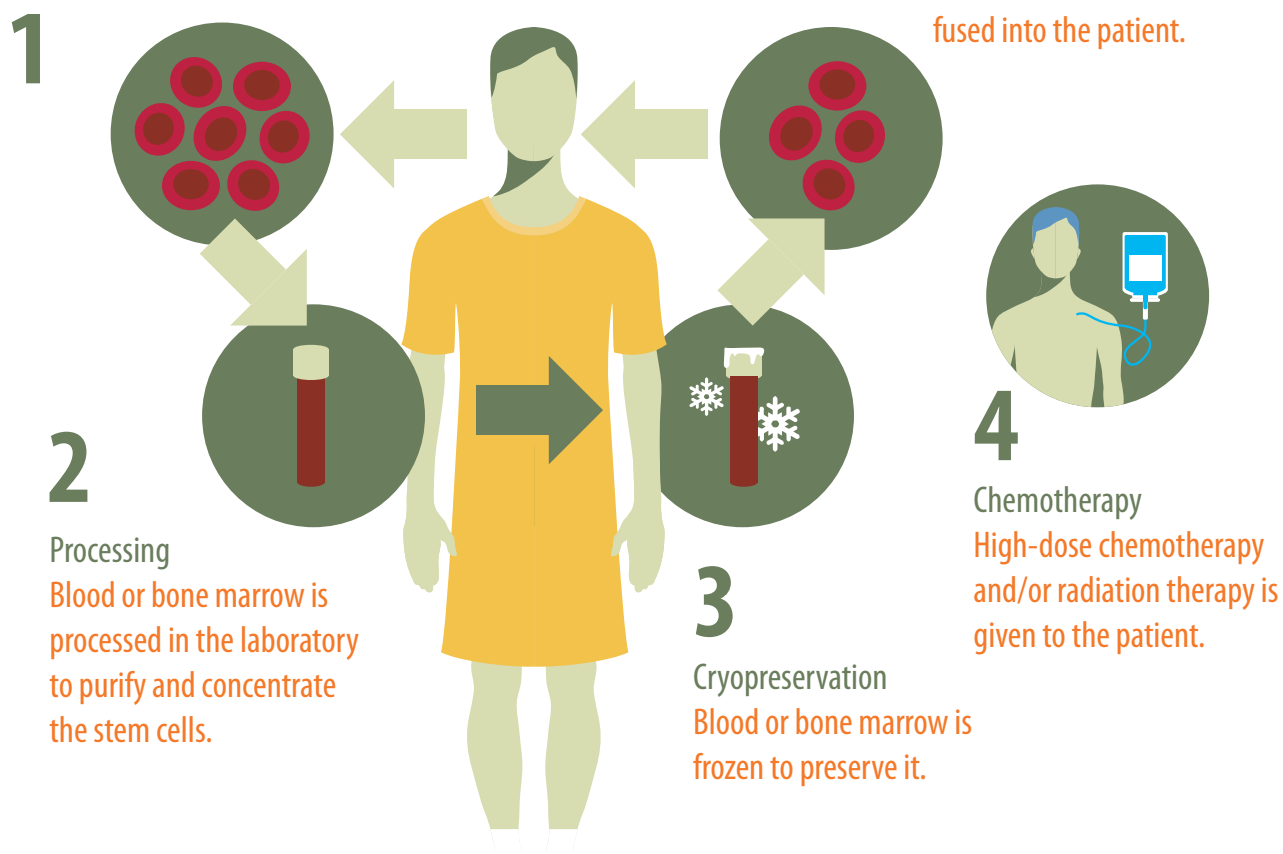 1
fused into the patient.
2
Processing
Blood or bone marrow is
processed in the laboratory
to purify and concentrate
the stem cells.
3
Cryopreservation
Blood or bone marrow is
frozen to preserve it.
4
Chemotherapy
High-dose chemotherapy
and/or radiation therapy is
given to the patient.